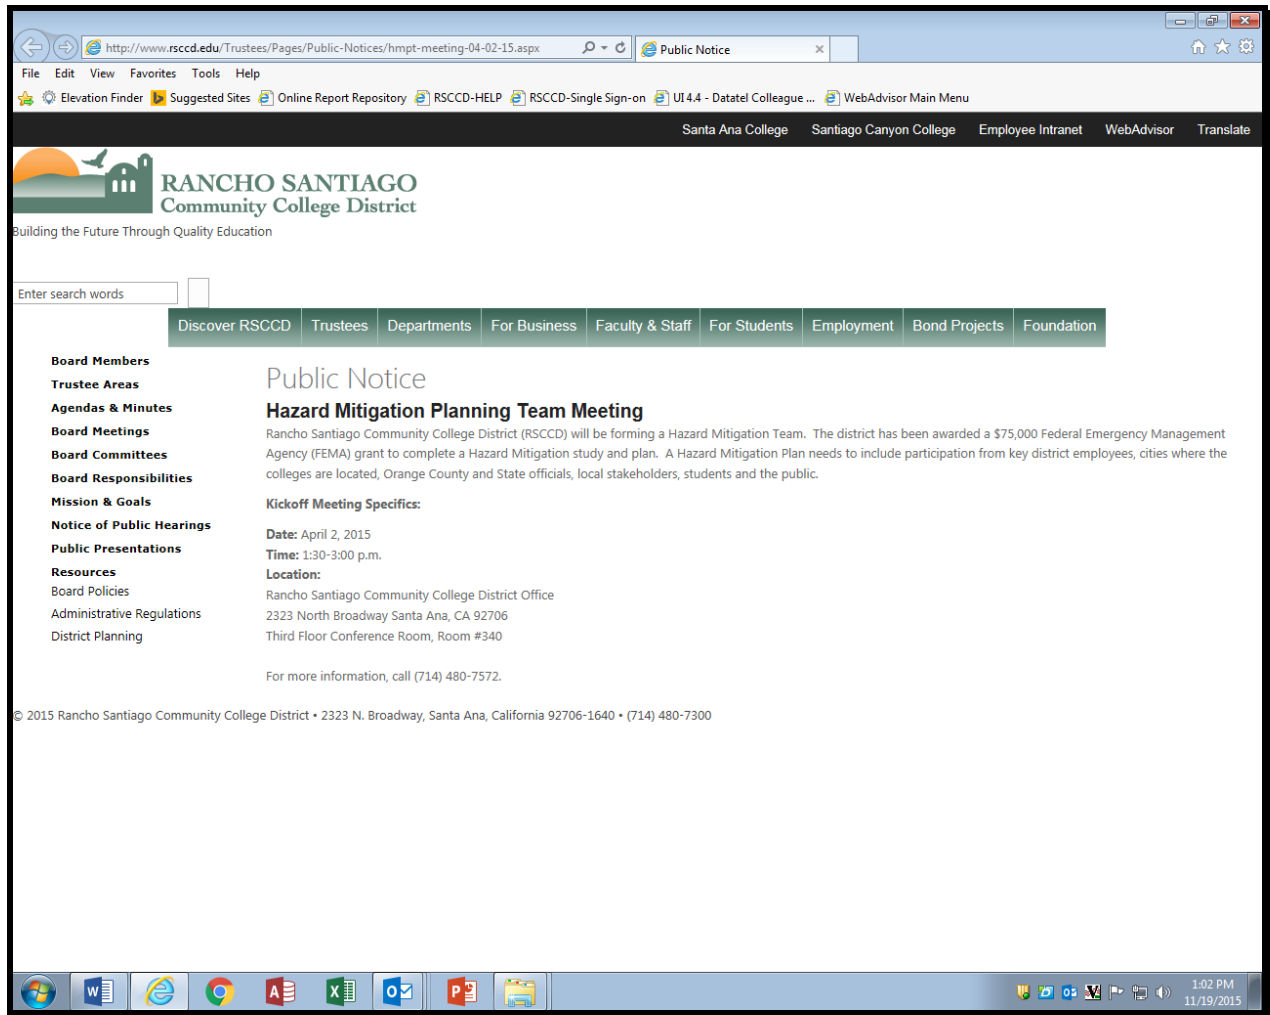 http://www.rsccd.edu/Trustees/Pages/Public-Notices/hmpt-meeting-04-02-15.aspx
Public Notice
File Edit View Favorites Tools Help
Elevation Finder Suggested Sites Online Report Repository RSCCD-HELP RSCCD-Single Sign-on UI 4.4 - Datatel Colleague ... WebAdvisor Main Menu
Santa Ana College Santiago Canyon College Employee Intranet WebAdvisor Translate
RANCHO SANTIAGO
Community College District
Building the Future Through Quality Education
Enter search words
Discover RSCCD Trustees Departments For Business Faculty & Staff For Students Employment Bond Projects Foundation
Board Members
Trustee Areas
Agendas & Minutes
Board Meetings
Board Committees
Board Responsibilities
Mission & Goals
Notice of Public Hearings
Public Presentations
Resources
Board Policies
Administrative Regulations
District Planning
Public Notice
Hazard Mitigation Planning Team Meeting
Rancho Santiago Community College District (RSCCD) will be forming a Hazard Mitigation Team. The district has been awarded a $75,000 Federal Emergency Management
Agency (FEMA) grant to complete a Hazard Mitigation study and plan. A Hazard Mitigation Plan needs to include participation from key district employees, cities where the
colleges are located, Orange County and State officials, local stakeholders, students and the public.
Kickoff Meeting Specifics:
Date: April 2, 2015
Time: 1:30-3:00 p.m.
Location:
Rancho Santiago Community College District Office
2323 North Broadway Santa Ana, CA 92706
Third Floor Conference Room, Room #340
For more information, call (714) 480-7572.
© 2015 Rancho Santiago Community College District • 2323 N. Broadway, Santa Ana, California 92706-1640 • (714) 480-7300
1:02 PM
11/19/2015